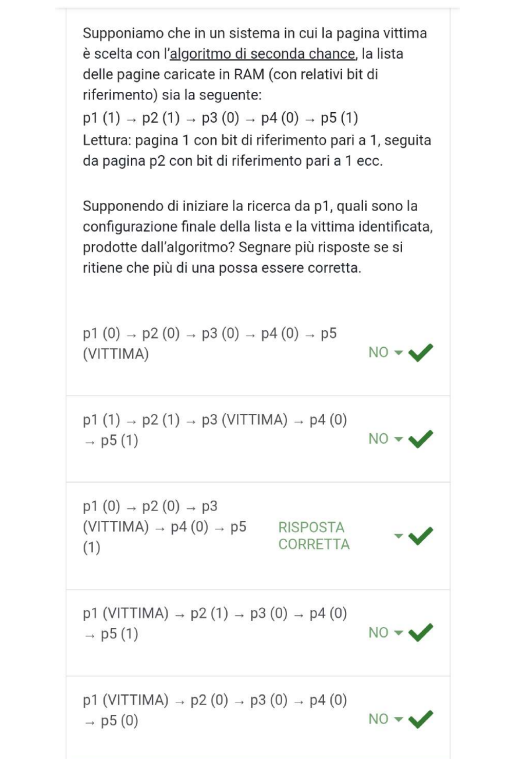 Supponiamo che in un sistema in cui la pagina vittima
è scelta con l'algoritmo di seconda chance, la lista
delle pagine caricate in RAM (con relativi bit di
riferimento) sia la seguente:
p1 (1) → p2 (1) → p3 (0) → p4 (0) → p5 (1)
Lettura: pagina 1 con bit di riferimento pari a 1, seguita
da pagina p2 con bit di riferimento pari a 1 ecc.
Supponendo di iniziare la ricerca da p1, quali sono la
configurazione finale della lista e la vittima identificata,
prodotte dall'algoritmo? Segnare più risposte se si
ritiene che più di una possa essere corretta.
p1 (0) → p2 (0) → p3 (0) → p4 (0) → p5
(VITTIMA)
NO
p1 (1) → p2 (1) → p3 (VITTIMA) → p4 (0)
→ p5 (1)
NO
p1 (0) → p2 (0) → p3
(VITTIMA) → p4 (0) → p5
(1)
RISPOSTA
CORRETTA
p1 (VITTIMA) → p2 (1) → p3 (0) → p4 (0)
→ p5 (1)
NO
p1 (VITTIMA) → p2 (0) → p3 (0) → p4 (0)
→ p5 (0)
NO